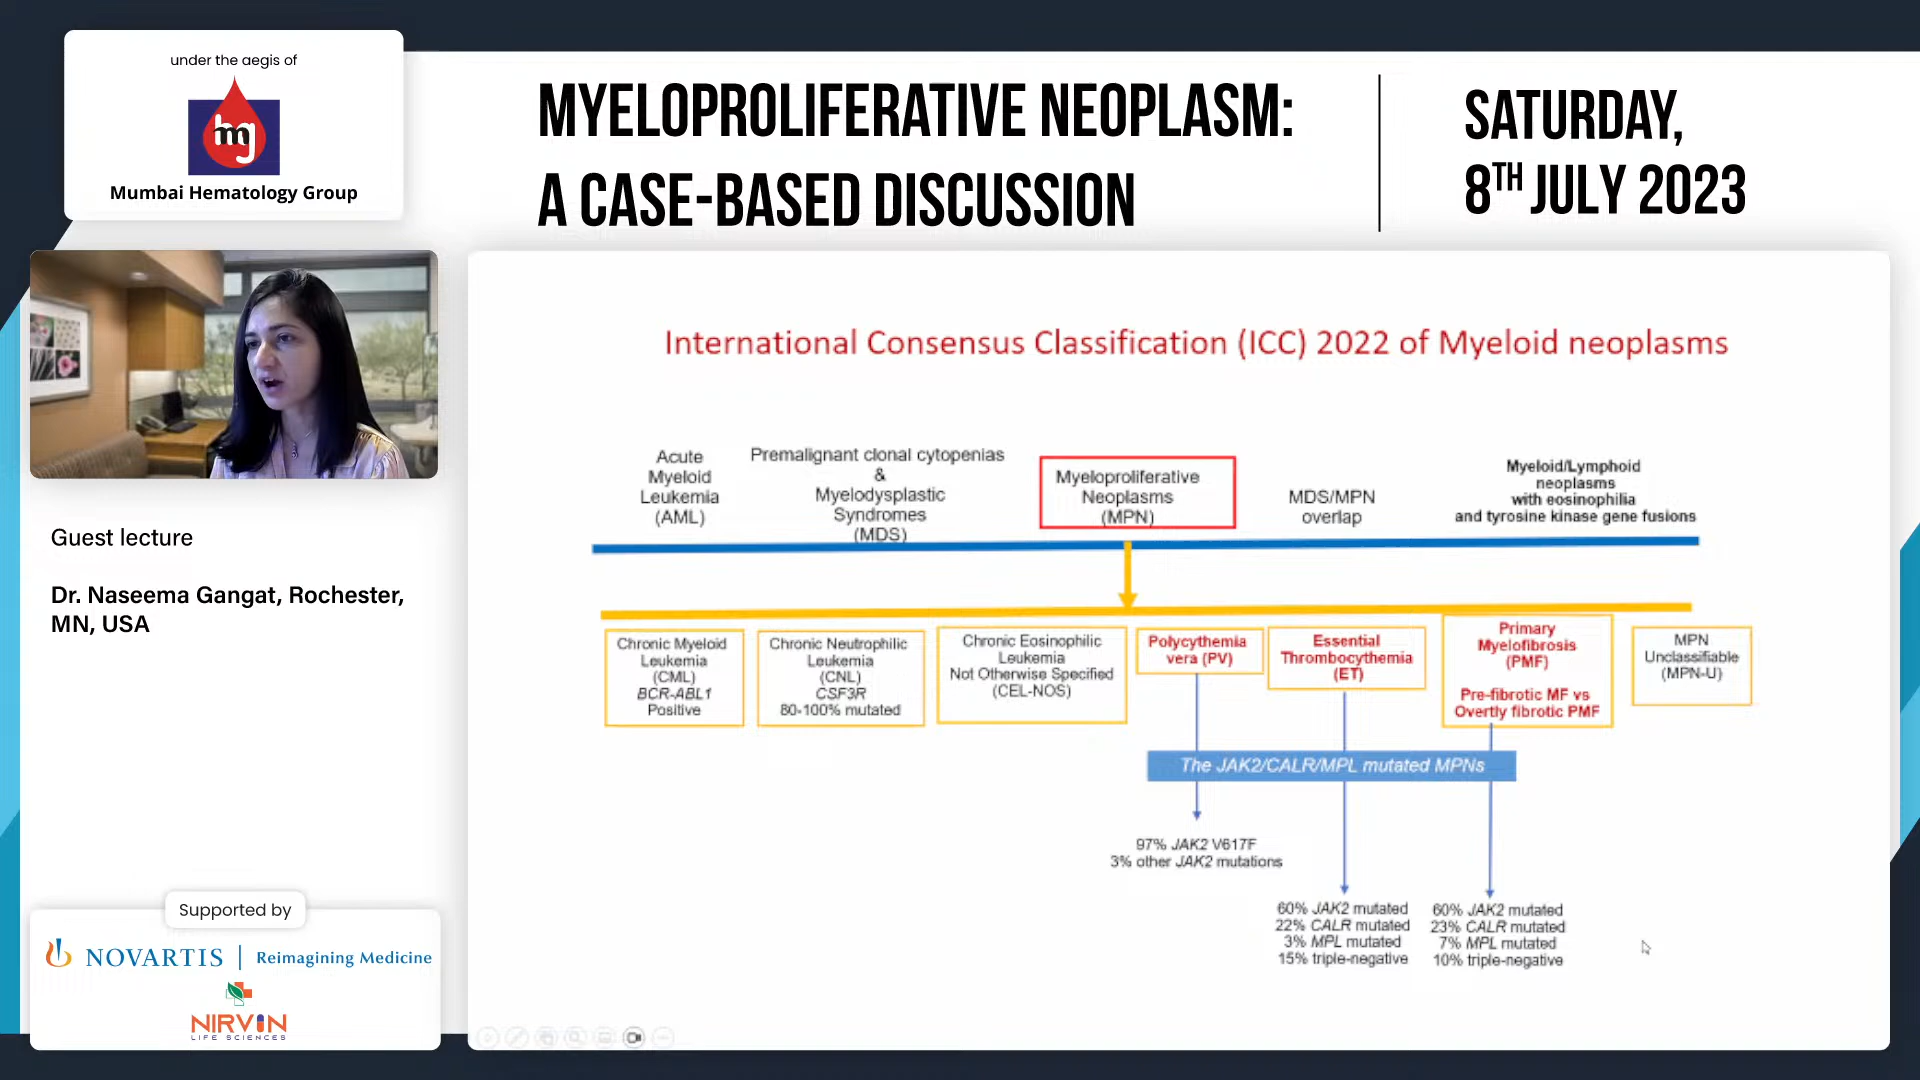 under the aegis of
hg
Mumbai Hematology Group
MYELOPROLIFERATIVE NEOPLASM:
A CASE-BASED DISCUSSION
SATURDAY,
8TH JULY 2023
Guest lecture
Dr. Naseema Gangat, Rochester,
MN, USA
Supported by
NOVARTIS | Reimagining Medicine
NIRVIN
LIFE SCIENCES
International Consensus Classification (ICC) 2022 of Myeloid neoplasms
Acute
Myeloid
Leukemia
(AML)
Premalignant clonal cytopenias
&
Myelodysplastic
Syndromes
(MDS)
Myeloproliferative
Neoplasms
(MPN)
MDS/MPN
overlap
Myeloid/Lymphoid
neoplasms
with eosinophilia
and tyrosine kinase gene fusions
Chronic Myeloid
Leukemia
(CML)
BCR-ABL1
Positive
Chronic Neutrophilic
Leukemia
(CNL)
CSF3R
80-100% mutated
Chronic Eosinophilic
Leukemia
Not Otherwise Specified
(CEL-NOS)
Polycythemia
vera (PV)
Essential
Thrombocythemia
(ET)
Primary
Myelofibrosis
(PMF)
Pre-fibrotic MF vs
Overtly fibrotic PMF
MPN
Unclassifiable
(MPN-U)
The JAK2/CALR/MPL mutated MPNs
97% JAK2 V617F
3% other JAK2 mutations
60% JAK2 mutated
22% CALR mutated
3% MPL mutated
15% triple-negative
60% JAK2 mutated
23% CALR mutated
7% MPL mutated
10% triple-negative